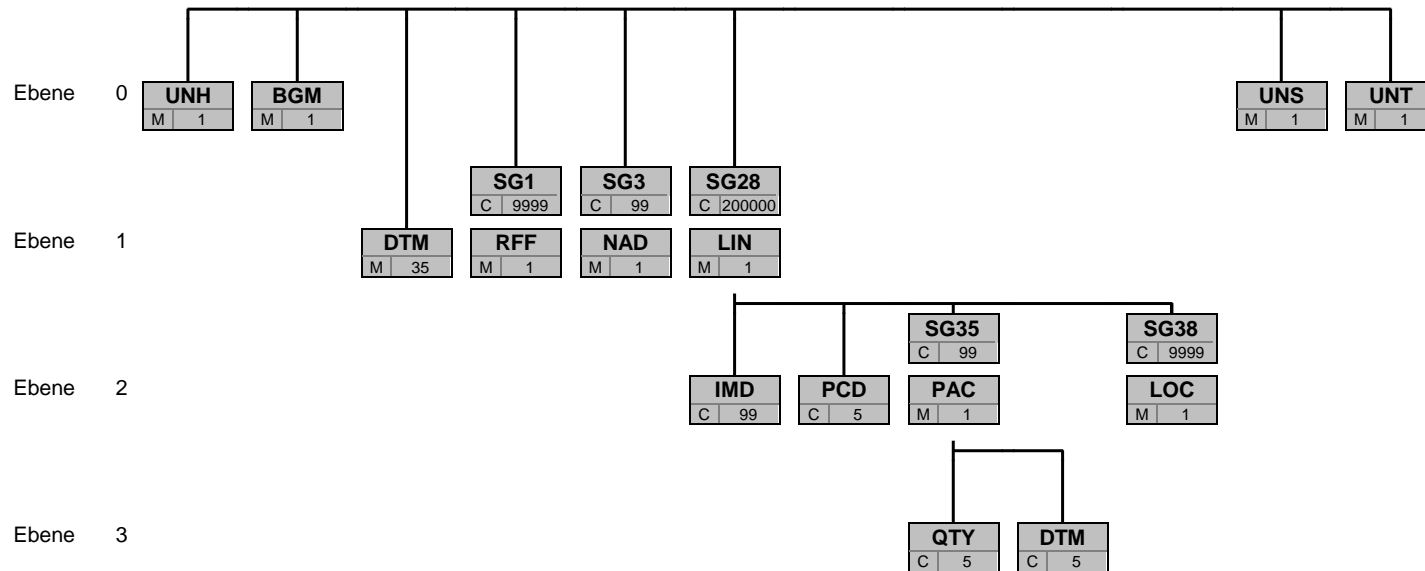 Ebene 0 UNH BGM UNS UNT
M 1 M 1 M 1 M 1
SG1 SG3 SG28
C 9999 C 99 C 200000
Ebene 1 DTM RFF NAD LIN
M 35 M 1 M 1 M 1
SG35 SG38
C 99 C 9999
Ebene 2 IMD PCD PAC LOC
C 99 C 5 M 1 M 1
Ebene 3 QTY DTM
C 5 C 5